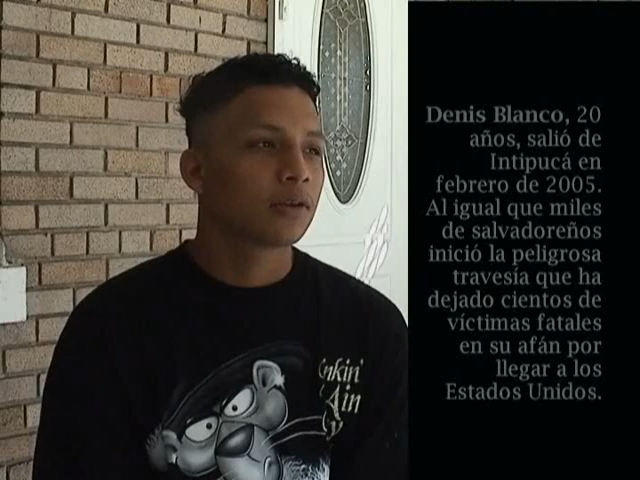 Denis Blanco, 20
años, salió de
Intipucá en
febrero de 2005.
Al igual que miles
de salvadoreños
inició la peligrosa
travesía que ha
dejado cientos de
víctimas fatales
en su afán por
llegar a los
Estados Unidos.
Ain